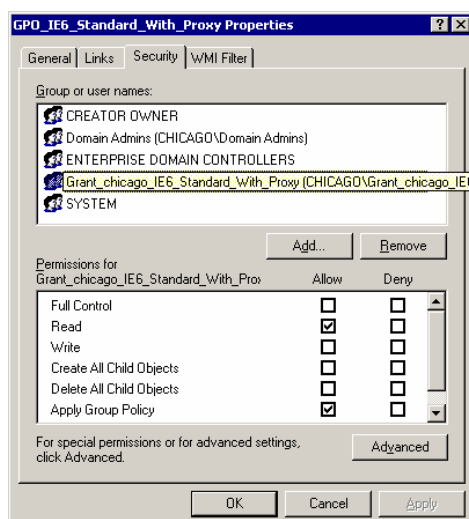 GPO_IE6_Standard_With_Proxy Properties
General Links Security WMI Filter
Group or user names:
CREATOR OWNER
Domain Admins (CHICAGO\Domain Admins)
ENTERPRISE DOMAIN CONTROLLERS
Grant_chicago_IE6_Standard_With_Proxy (CHICAGO\Grant_chicago_IE6
SYSTEM
Add... Remove
Permissions for
Grant_chicago_IE6_Standard_With_Prox Allow Deny
Full Control
Read
Write
Create All Child Objects
Delete All Child Objects
Apply Group Policy
For special permissions or for advanced settings,
click Advanced.
Advanced
OK Cancel Apply